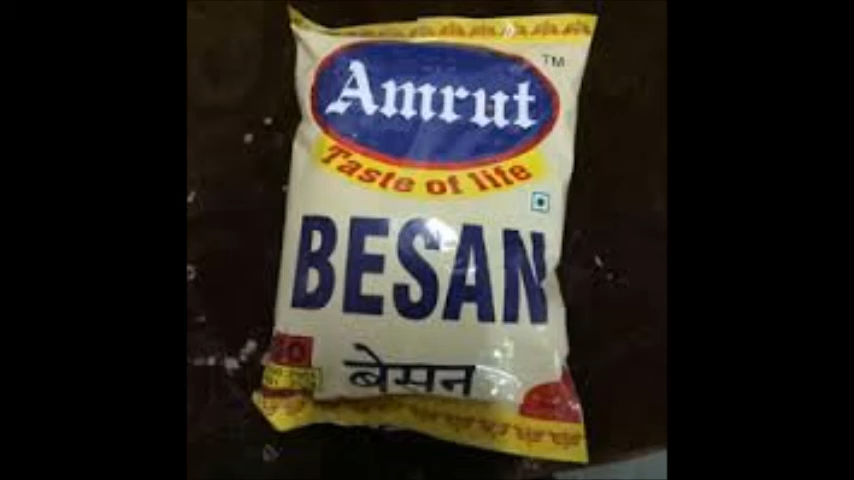 Amrut
TM
Taste of life
BESAN
बेसन